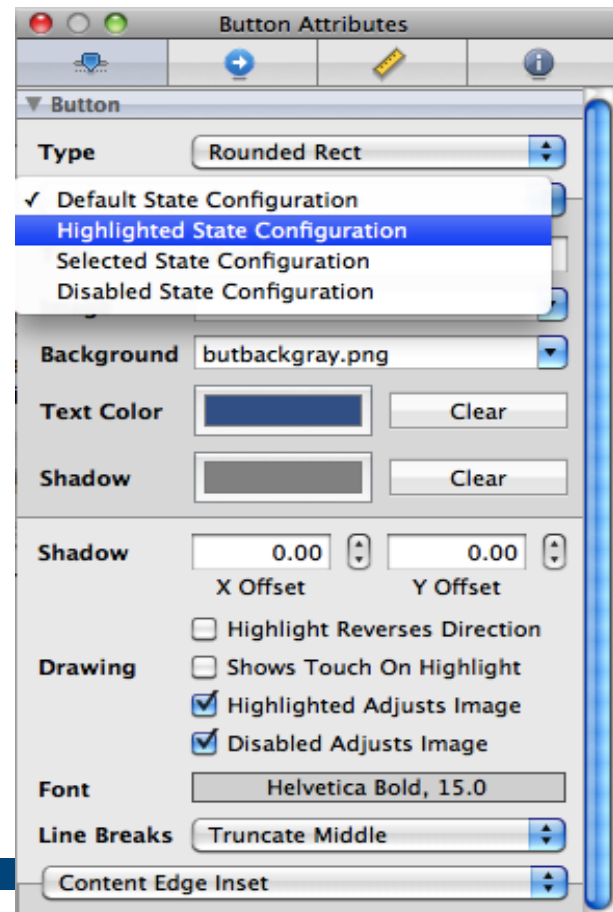 Button Attributes
Button
Type Rounded Rect
✓ Default State Configuration
Highlighted State Configuration
Selected State Configuration
Disabled State Configuration
Background butbackgray.png
Text Color Clear
Shadow Clear
Shadow 0.00 0.00
X Offset Y Offset
Highlight Reverses Direction
Drawing Shows Touch On Highlight
Highlighted Adjusts Image
Disabled Adjusts Image
Font Helvetica Bold, 15.0
Line Breaks Truncate Middle
Content Edge Inset